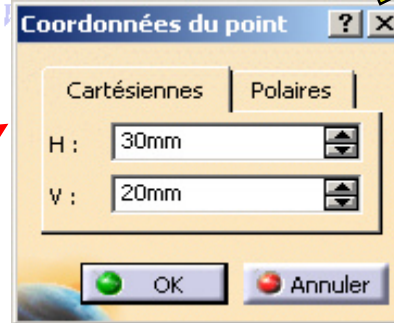 Coordonnées du point ? ×
Cartésiennes Polaires
H : 30mm
V : 20mm
OK Annuler